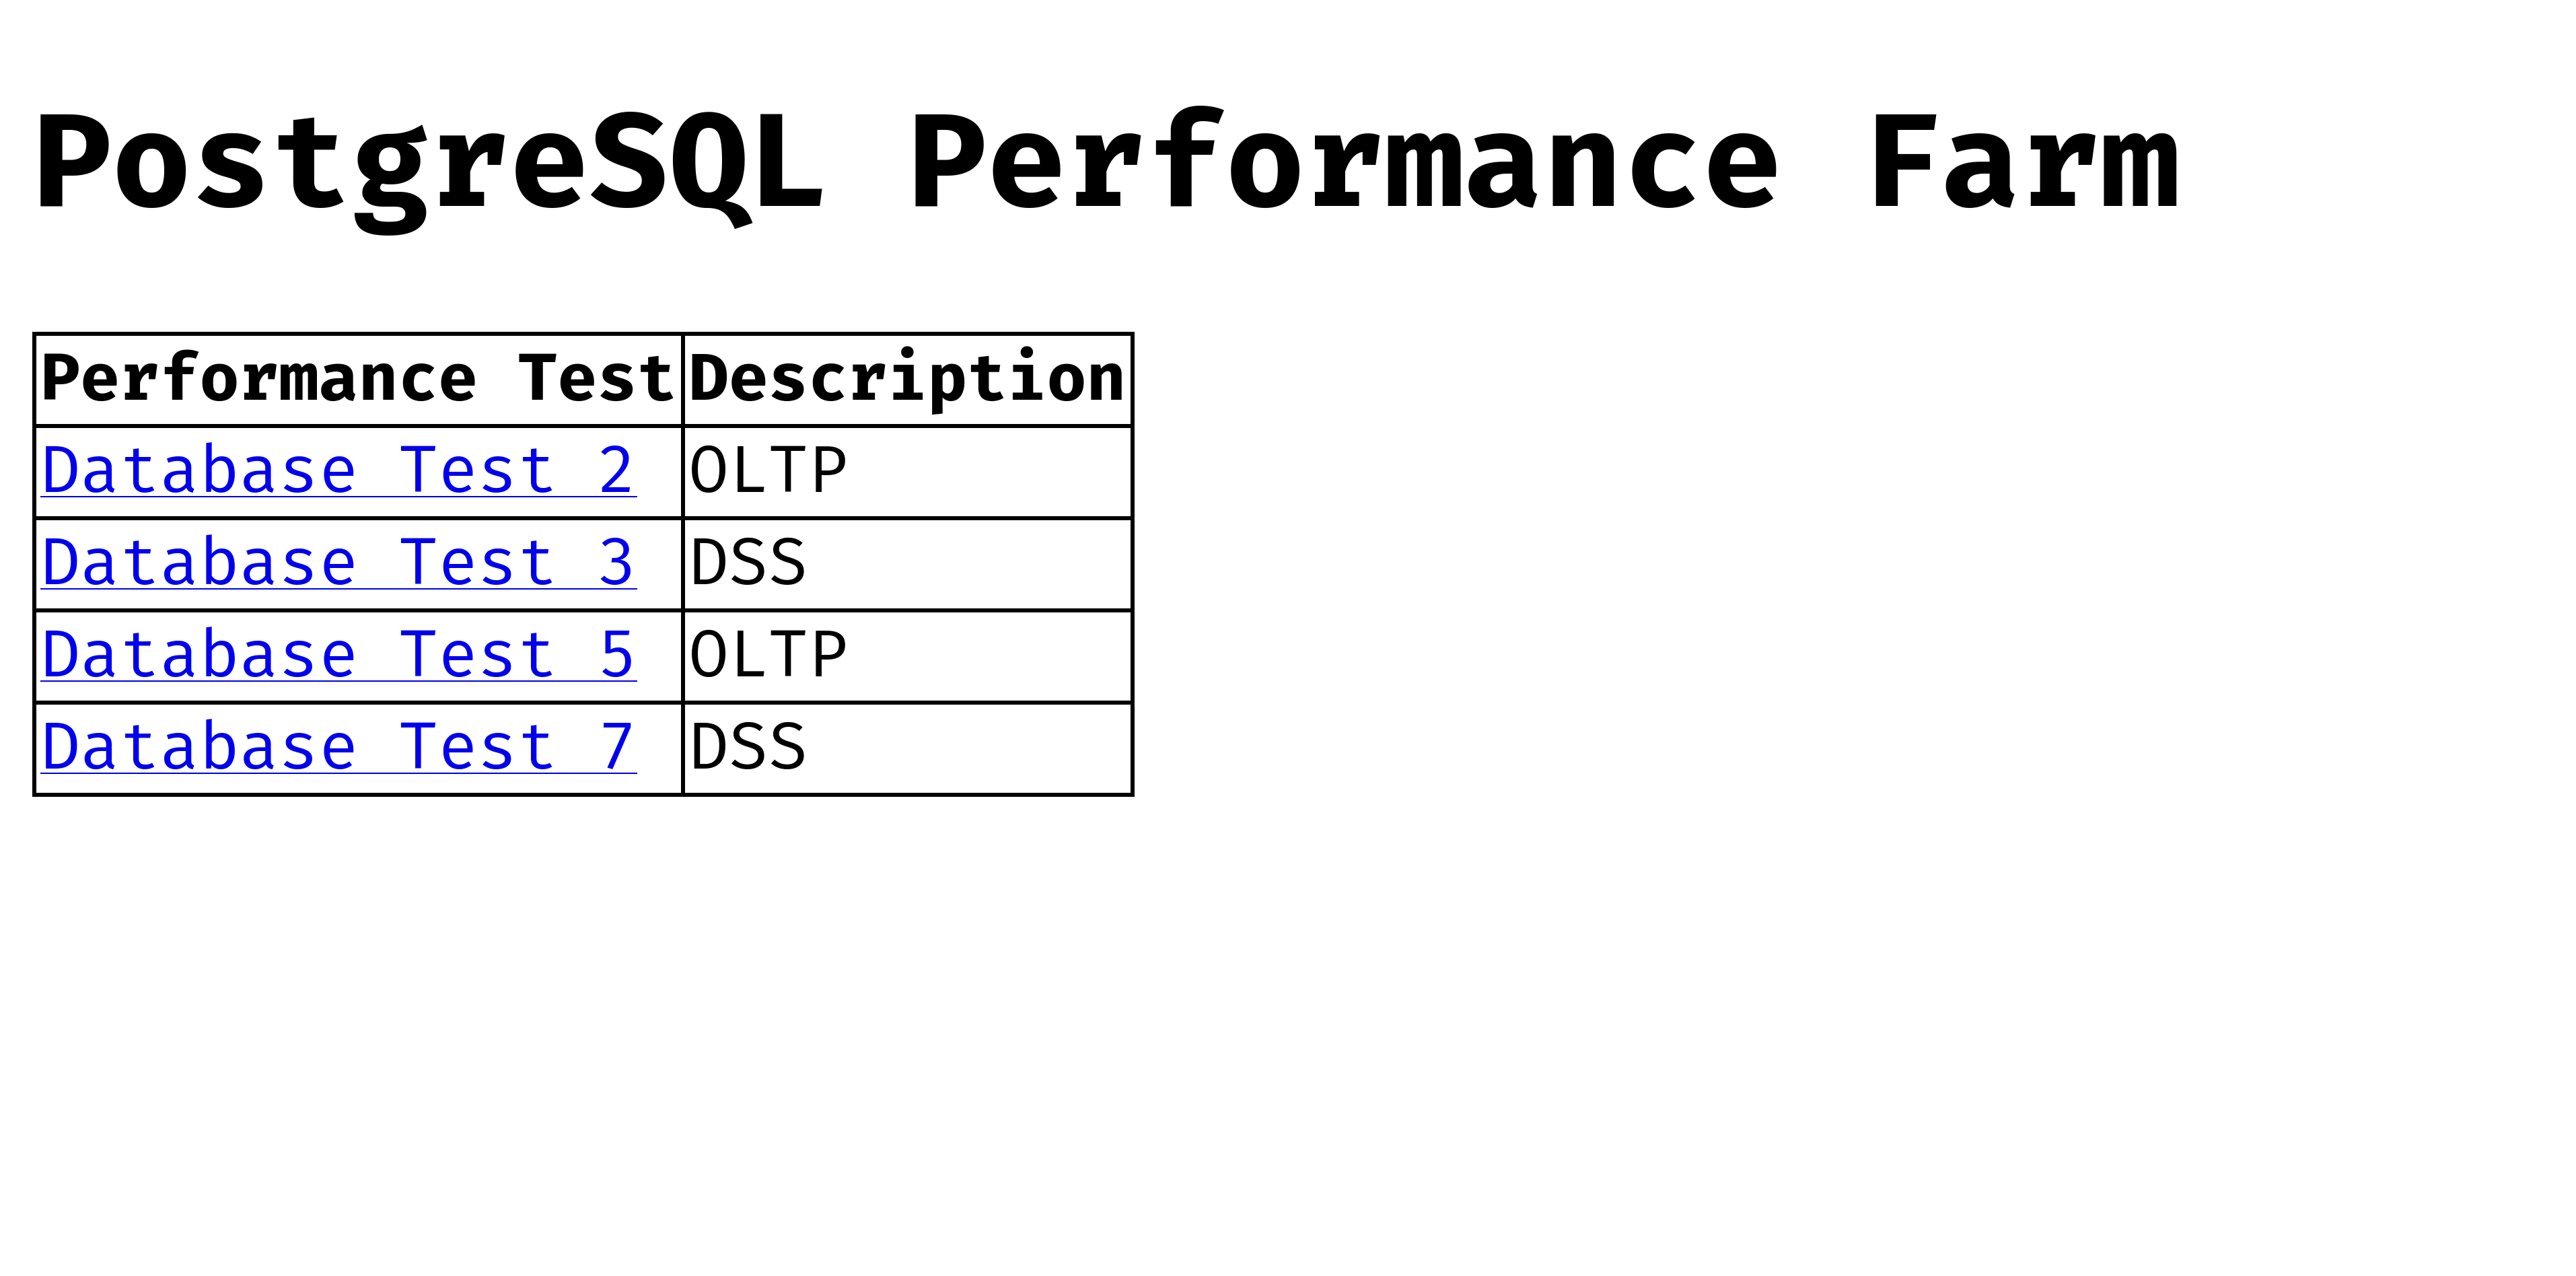 PostgreSQL Performance Farm
Performance Test Description
Database Test 2 OLTP
Database Test 3 DSS
Database Test 5 OLTP
Database Test 7 DSS